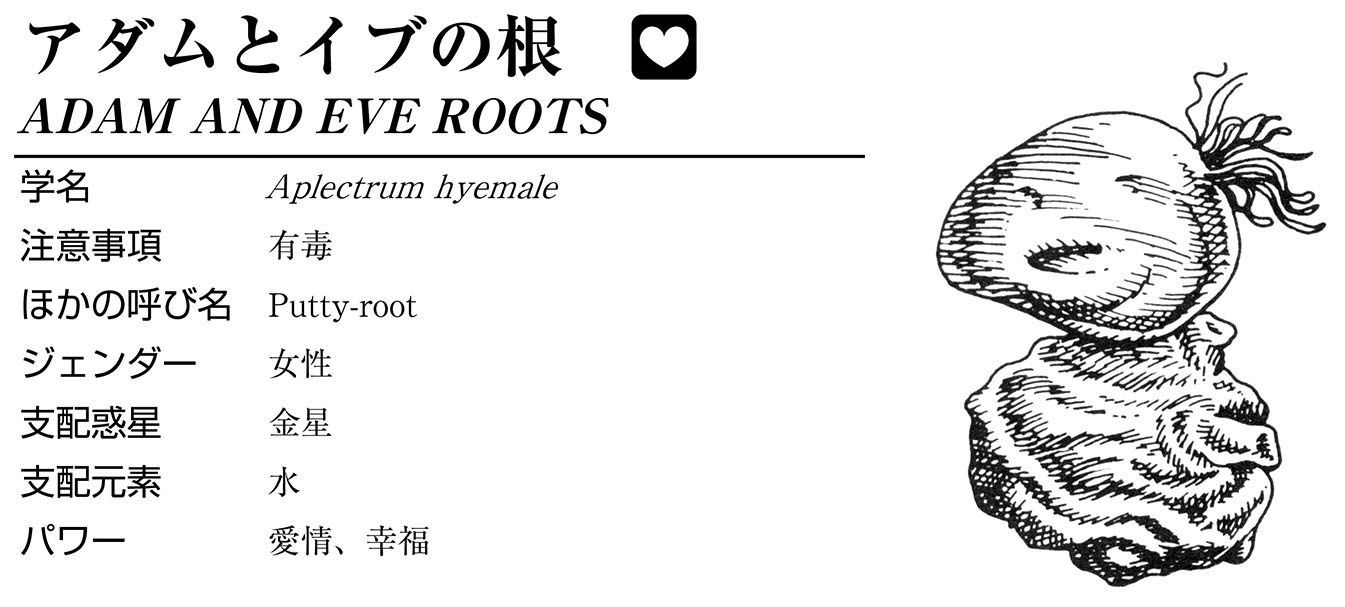 アダムとイブの根
ADAM AND EVE ROOTS
学名 Aplectrum hyemale
注意事項 有毒
ほかの呼び名 Putty-root
ジェンダー 女性
支配惑星 金星
支配元素 水
パワー 愛情、幸福